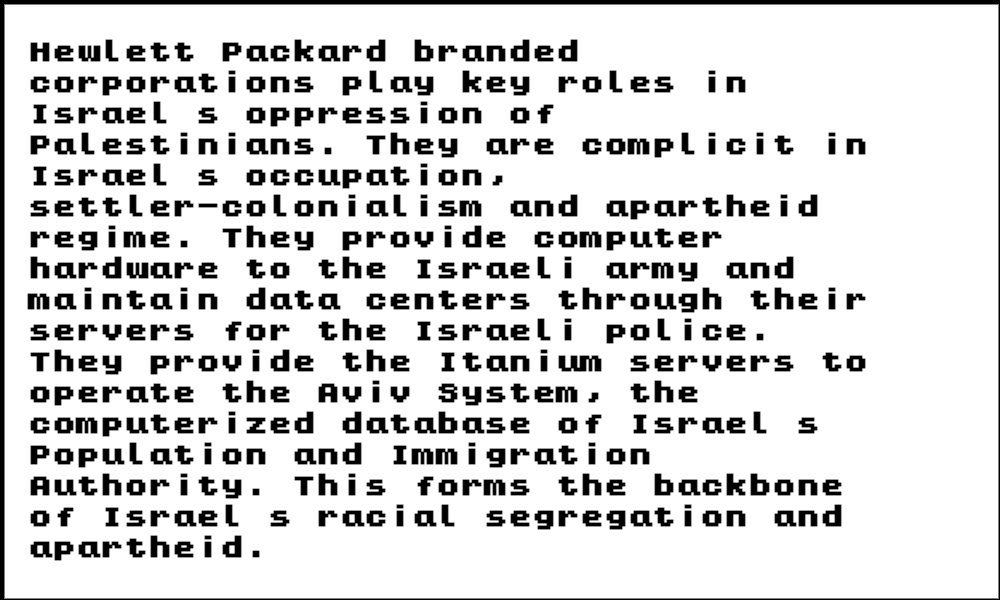 Hewlett Packard branded
corporations play key roles in
Israel s oppression of
Palestinians. They are complicit in
Israel s occupation,
settler-colonialism and apartheid
regime. They provide computer
hardware to the Israeli army and
maintain data centers through their
servers for the Israeli police.
They provide the Itanium servers to
operate the Aviv System, the
computerized database of Israel s
Population and Immigration
Authority. This forms the backbone
of Israel s racial segregation and
apartheid.